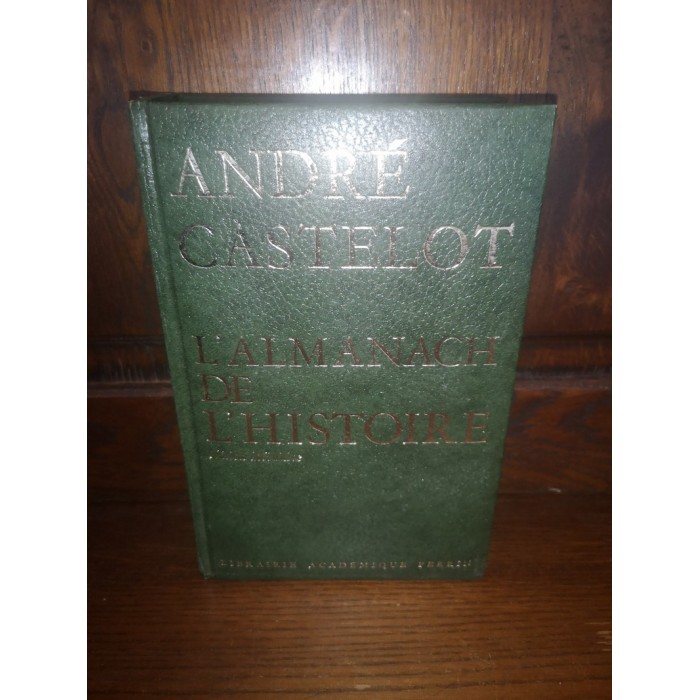 ANDRÉ
CASTELOT
L'ALMANACH
DE
L'HISTOIRE
LIBRAIRIE ACADÉMIQUE PERRIN